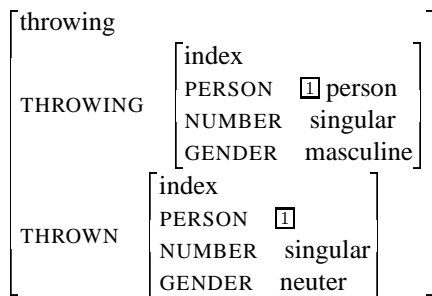 throwing
index
PERSON 1 person
THROWING
NUMBER singular
GENDER masculine
index
PERSON 1
THROWN
NUMBER singular
GENDER neuter